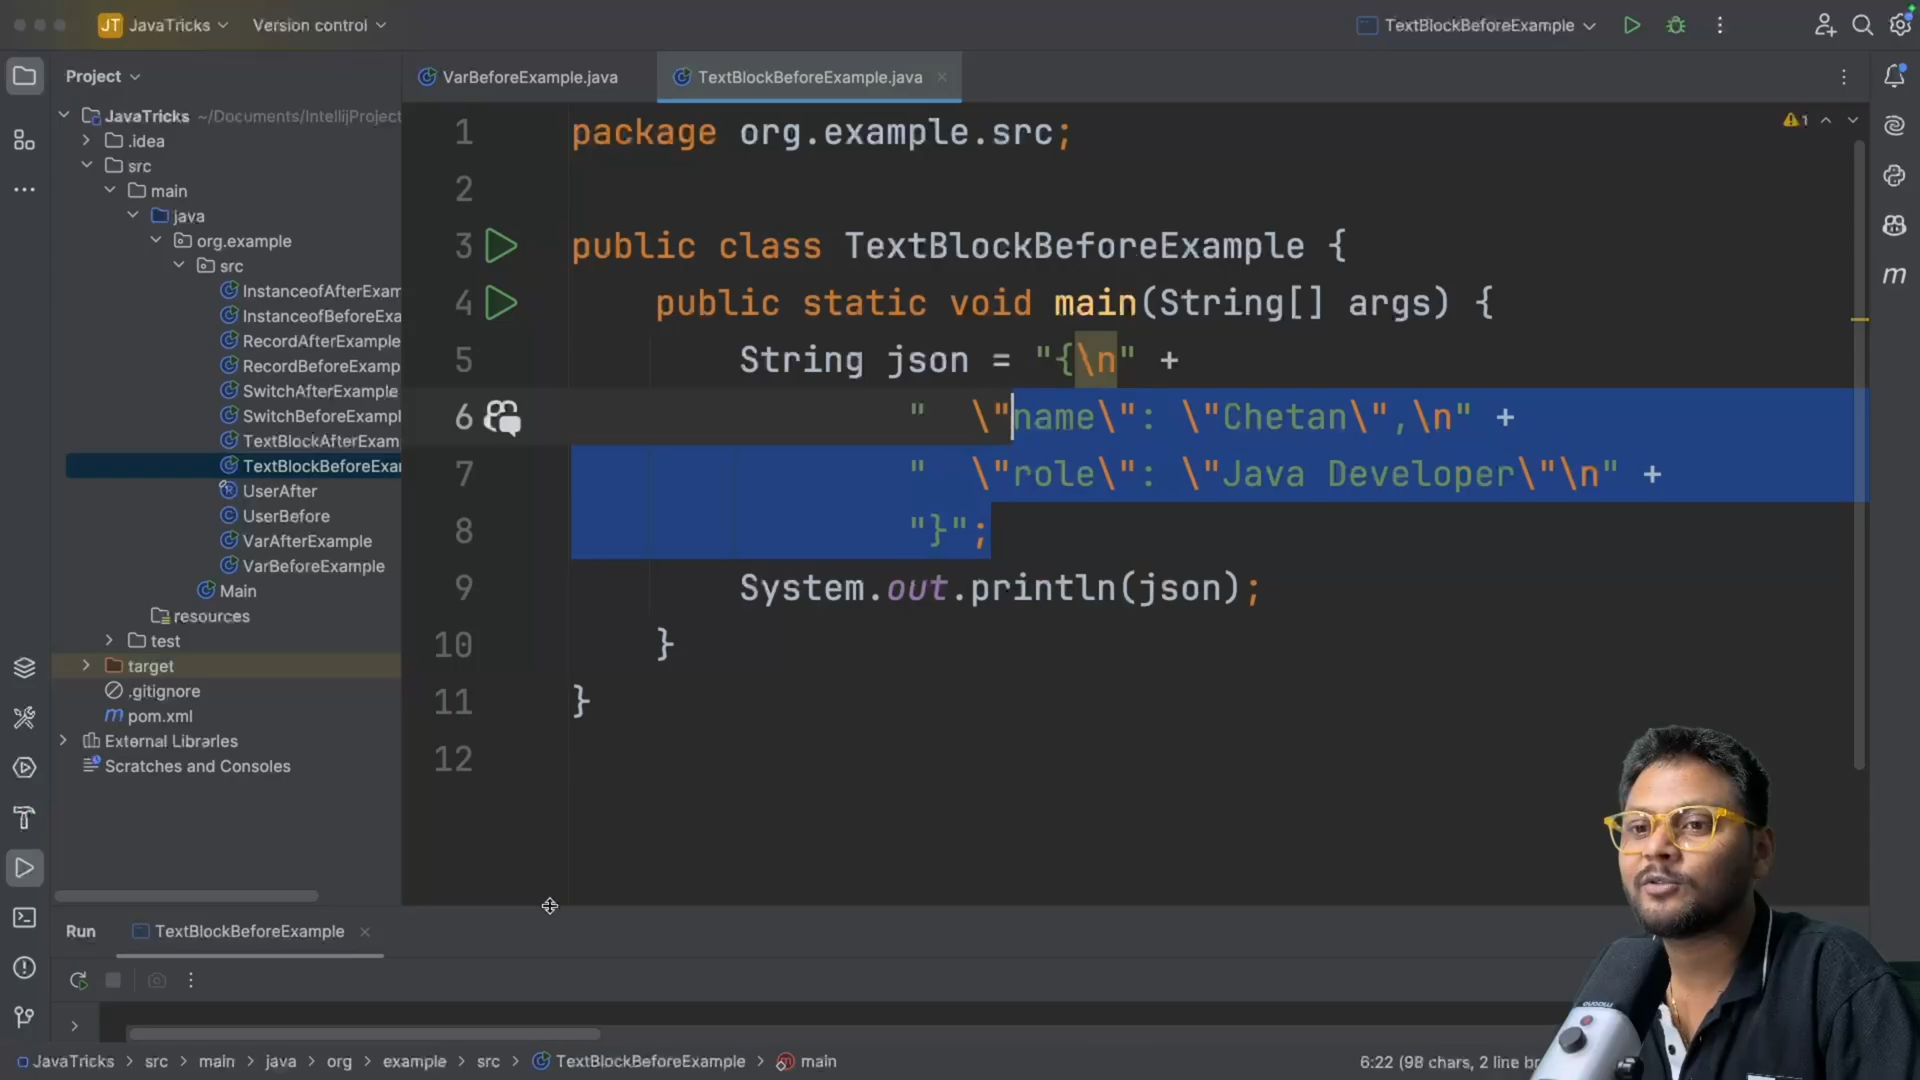 JT JavaTricks Version control TextBlockBeforeExample
Project VarBeforeExample.java TextBlockBeforeExample.java
JavaTricks ~/Documents/IntellijProject
.idea
src
main
java
org.example
src
InstanceofAfterExam
InstanceofBeforeExa
RecordAfterExample
RecordBeforeExamp
SwitchAfterExample
SwitchBeforeExampl
TextBlockAfterExam
TextBlockBeforeExa
UserAfter
UserBefore
VarAfterExample
VarBeforeExample
Main
resources
test
target
.gitignore
m pom.xml
External Libraries
Scratches and Consoles
1 package org.example.src;
2
3 public class TextBlockBeforeExample {
4 public static void main(String[] args) {
5 String json = "{\n" +
6 "  \"name\": \"Chetan\",\n" +
7 "  \"role\": \"Java Developer\"\n" +
8 "}";
9 System.out.println(json);
10 }
11 }
12
1
m
Run TextBlockBeforeExample
JavaTricks > src > main > java > org > example > src > TextBlockBeforeExample > main 6:22 (98 chars, 2 line br